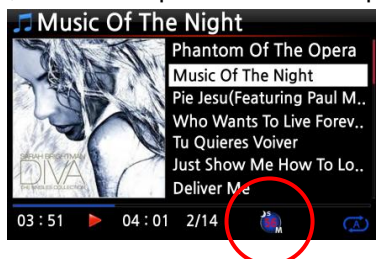 Music Of The Night
Phantom Of The Opera
Music Of The Night
Pie Jesu(Featuring Paul M..
Who Wants To Live Forev..
Tu Quieres Voiver
Just Show Me How To Lo..
Deliver Me
SARAH BRIGHTMAN
DIVA
THE SINGLES COLLECTION
03 : 51
04 : 01
2/14
JS
M
A